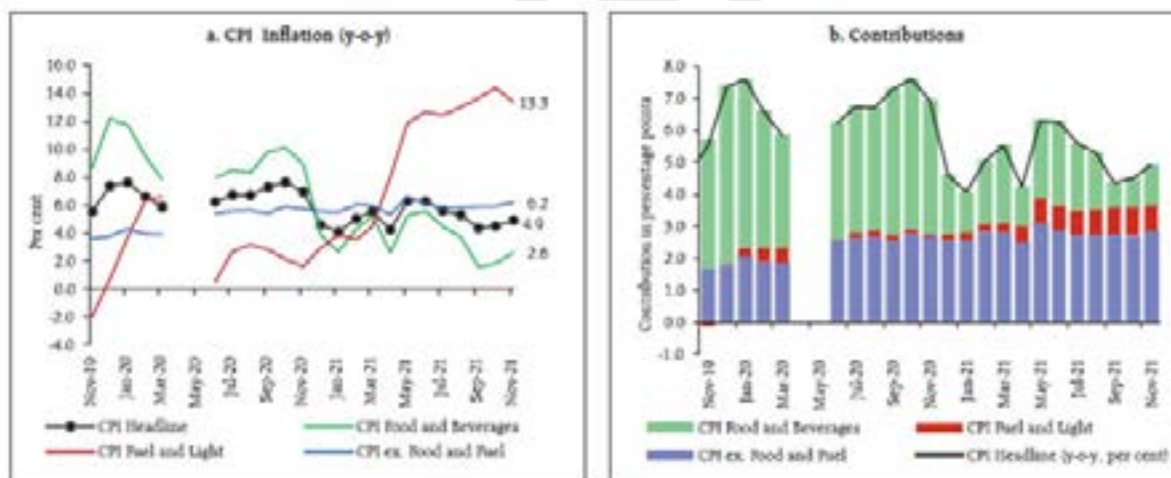 a. CPI Inflation (y-o-y)
Per cent
16.0
14.0
12.0
10.0
8.0
6.0
4.0
2.0
0.0
-2.0
-4.0
13.3
6.2
4.9
2.6
Nov-19
Jan-20
Mar-20
May-20
Jul-20
Sep-20
Nov-20
Jan-21
Mar-21
May-21
Jul-21
Sep-21
Nov-21
CPI Headline
CPI Food and Beverages
CPI Fuel and Light
CPI ex. Food and Fuel
b. Contributions
Contribution in percentage points
8.0
7.0
6.0
5.0
4.0
3.0
2.0
1.0
0.0
-1.0
Nov-19
Jan-20
Mar-20
May-20
Jul-20
Sep-20
Nov-20
Jan-21
Mar-21
May-21
Jul-21
Sep-21
Nov-21
CPI Food and Beverages
CPI Fuel and Light
CPI ex. Food and Fuel
CPI Headline (y-o-y, per cent)